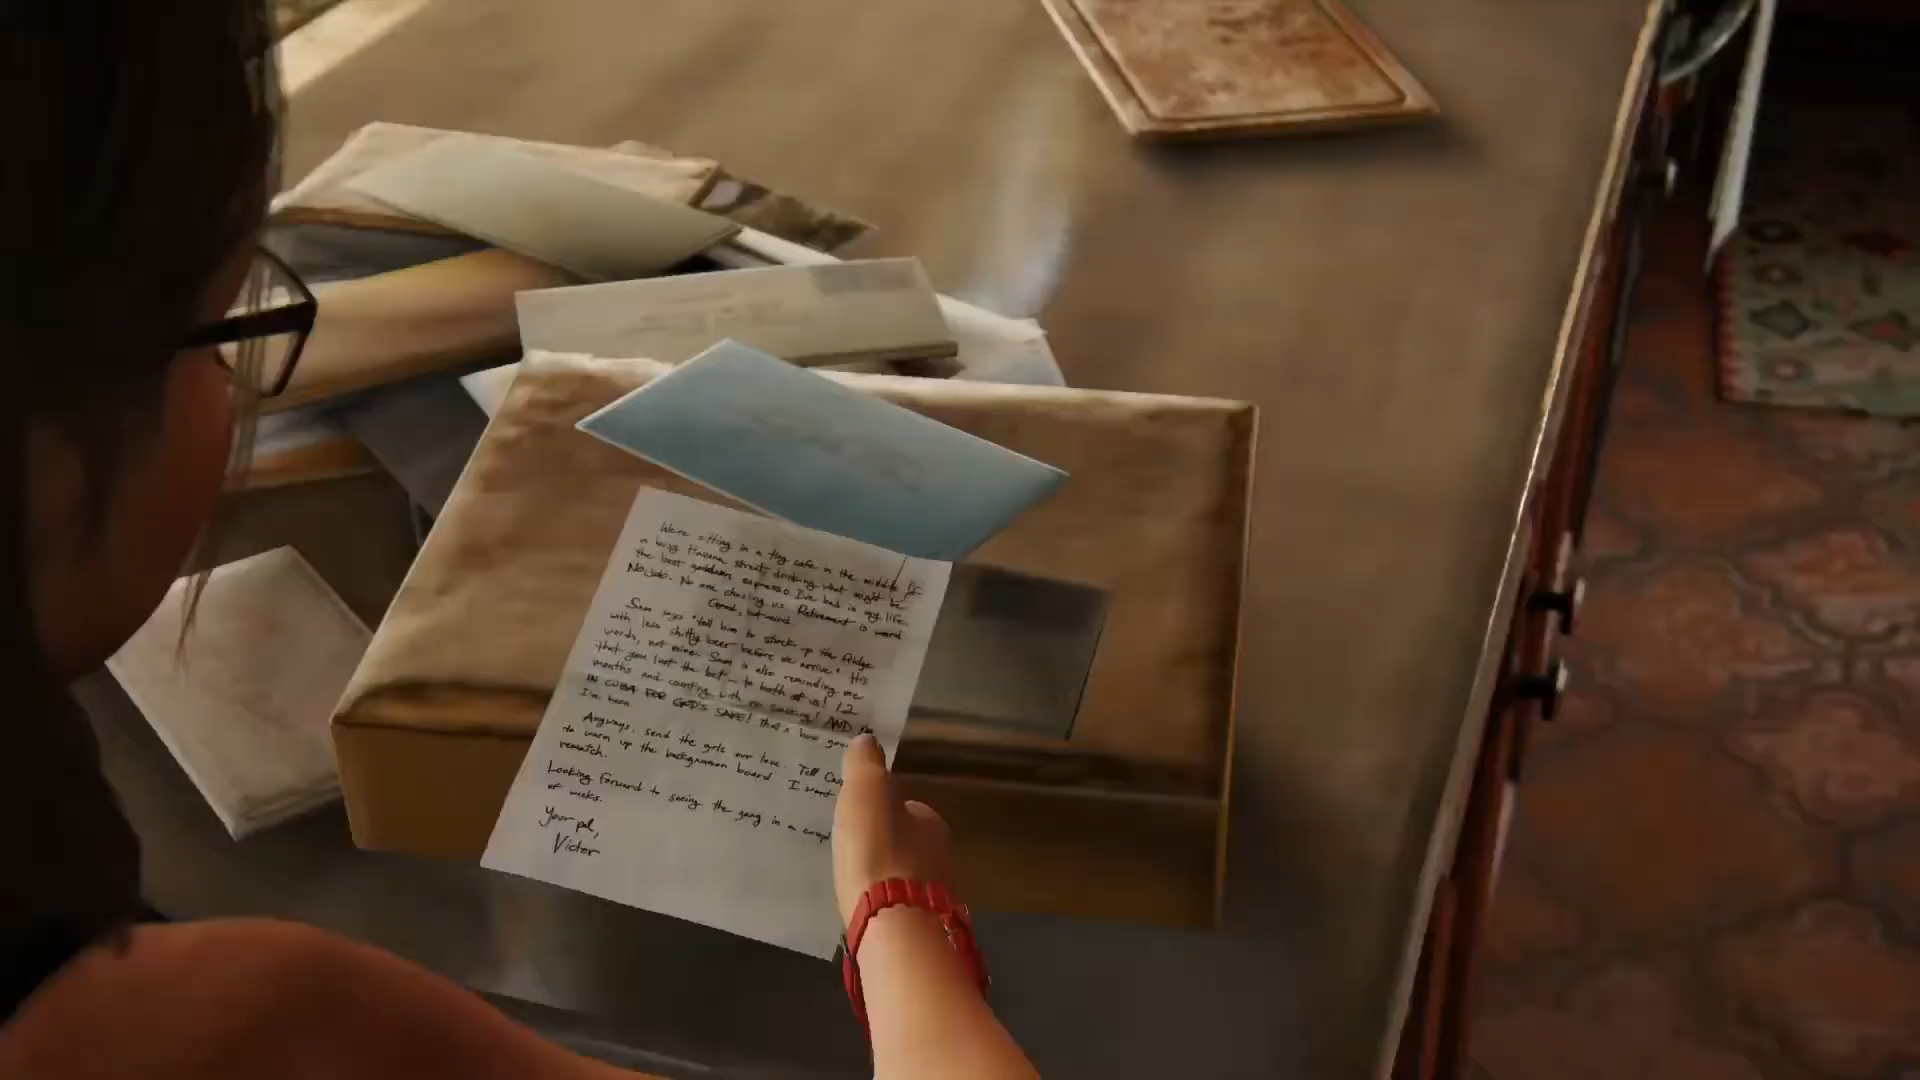 We're sitting in a tiny cafe in the middle of
a busy Havana street drinking what might be
the best goddamn espresso I've had in my life.
No job. No one chasing us. Retirement is weird.
Good, but weird.
Sam says "tell him to stock up the fridge
with less shitty beer before we arrive." His
words, not mine. Sam is also reminding me
that you lost the bet — to both of us! 12
months and counting with no smoking! AND I'm
IN CUBA FOR GOD'S SAKE! That's how good
I've been.
Anyways, send the girls our love. Tell
to warm up the backgammon board. I want
rematch.
Looking forward to seeing the gang in a
of weeks.
Your pal,
Victor